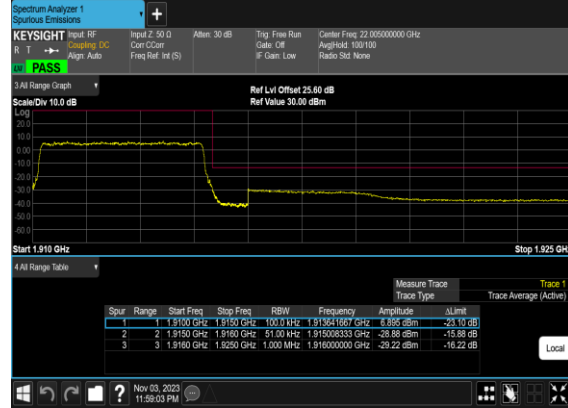 Spectrum Analyzer 1
Spurious Emissions
KEYSIGHT Input: RF Input Z: 50 Ω Atten: 30 dB Trig: Free Run Center Freq: 22.005000000 GHz
R T Coupling: DC Corr CCorr Gate: Off Avg|Hold: 100/100
Align: Auto Freq Ref: Int (S) IF Gain: Low Radio Std: None
PASS
3 All Range Graph
Ref Lvl Offset 25.60 dB
Scale/Div 10.0 dB Ref Value 30.00 dBm
Log
20.0
10.0
0.00
-10.0
-20.0
-30.0
-40.0
-50.0
-60.0
Start 1.910 GHz Stop 1.925 GH
4 All Range Table
Measure Trace Trace 1
Trace Type Trace Average (Active)
Spur Range Start Freq Stop Freq RBW Frequency Amplitude ΔLimit
1 1 1.9100 GHz 1.9150 GHz 100.0 kHz 1.913641667 GHz 6.895 dBm -23.10 dB
2 2 1.9150 GHz 1.9160 GHz 51.00 kHz 1.915008333 GHz -28.88 dBm -15.88 dB
3 3 1.9160 GHz 1.9250 GHz 1.000 MHz 1.916000000 GHz -29.22 dBm -16.22 dB
Local
? Nov 03, 2023
11:59:03 PM